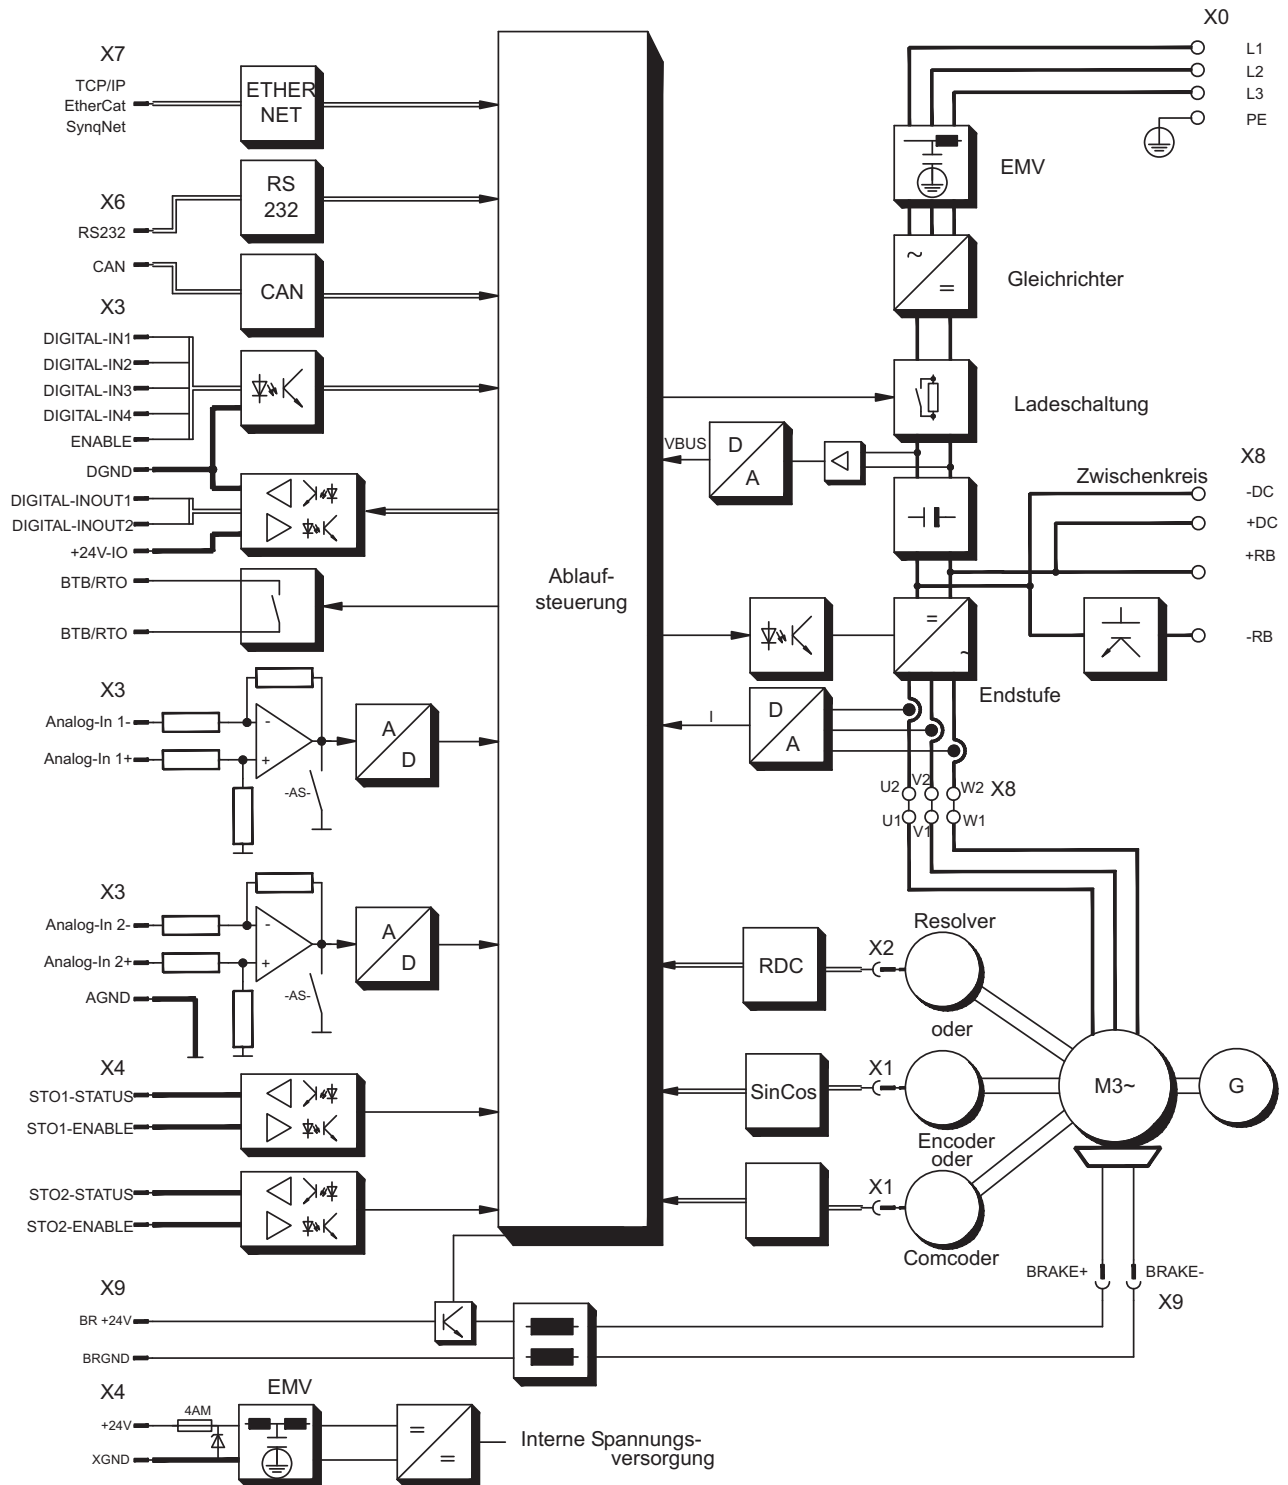 X7
TCP/IP
EtherCat
SynqNet
ETHER
NET
X6
RS232
RS
232
CAN
CAN
X3
DIGITAL-IN1
DIGITAL-IN2
DIGITAL-IN3
DIGITAL-IN4
ENABLE
DGND
DIGITAL-INOUT1
DIGITAL-INOUT2
+24V-IO
BTB/RTO
BTB/RTO
X3
Analog-In 1-
Analog-In 1+
-
+
-AS-
A
D
X3
Analog-In 2-
Analog-In 2+
AGND
-
+
-AS-
A
D
X4
STO1-STATUS
STO1-ENABLE
STO2-STATUS
STO2-ENABLE
X9
BR +24V
BRGND
X4
+24V
XGND
4AM
EMV
=
=
Interne Spannungs-
versorgung
Ablauf-
steuerung
X0
L1
L2
L3
PE
EMV
~
=
Gleichrichter
Ladeschaltung
VBUS
D
A
Zwischenkreis
X8
-DC
+DC
+RB
-RB
=
~
Endstufe
I
D
A
U2
V2
W2
X8
U1
V1
W1
Resolver
RDC
X2
oder
SinCos
X1
Encoder
oder
X1
Comcoder
M3~
G
BRAKE+
BRAKE-
X9